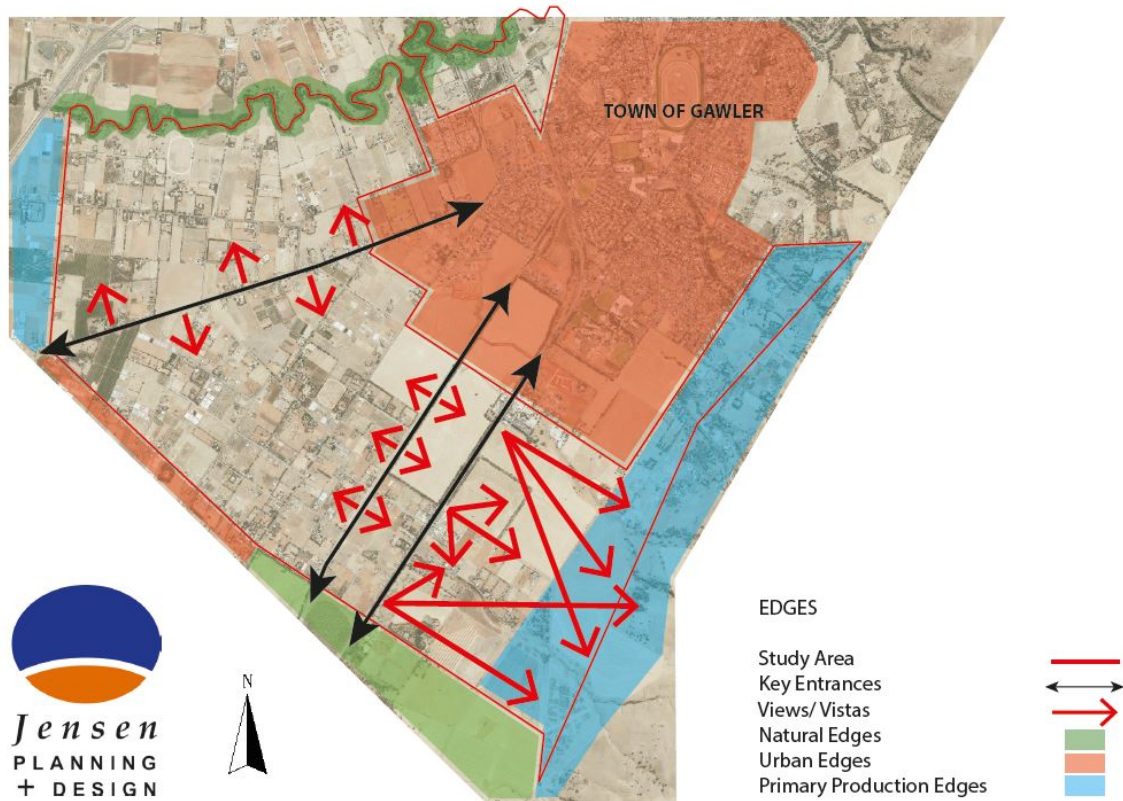 TOWN OF GAWLER
Jensen
PLANNING
+ DESIGN
N
EDGES
Study Area
Key Entrances
Views/ Vistas
Natural Edges
Urban Edges
Primary Production Edges